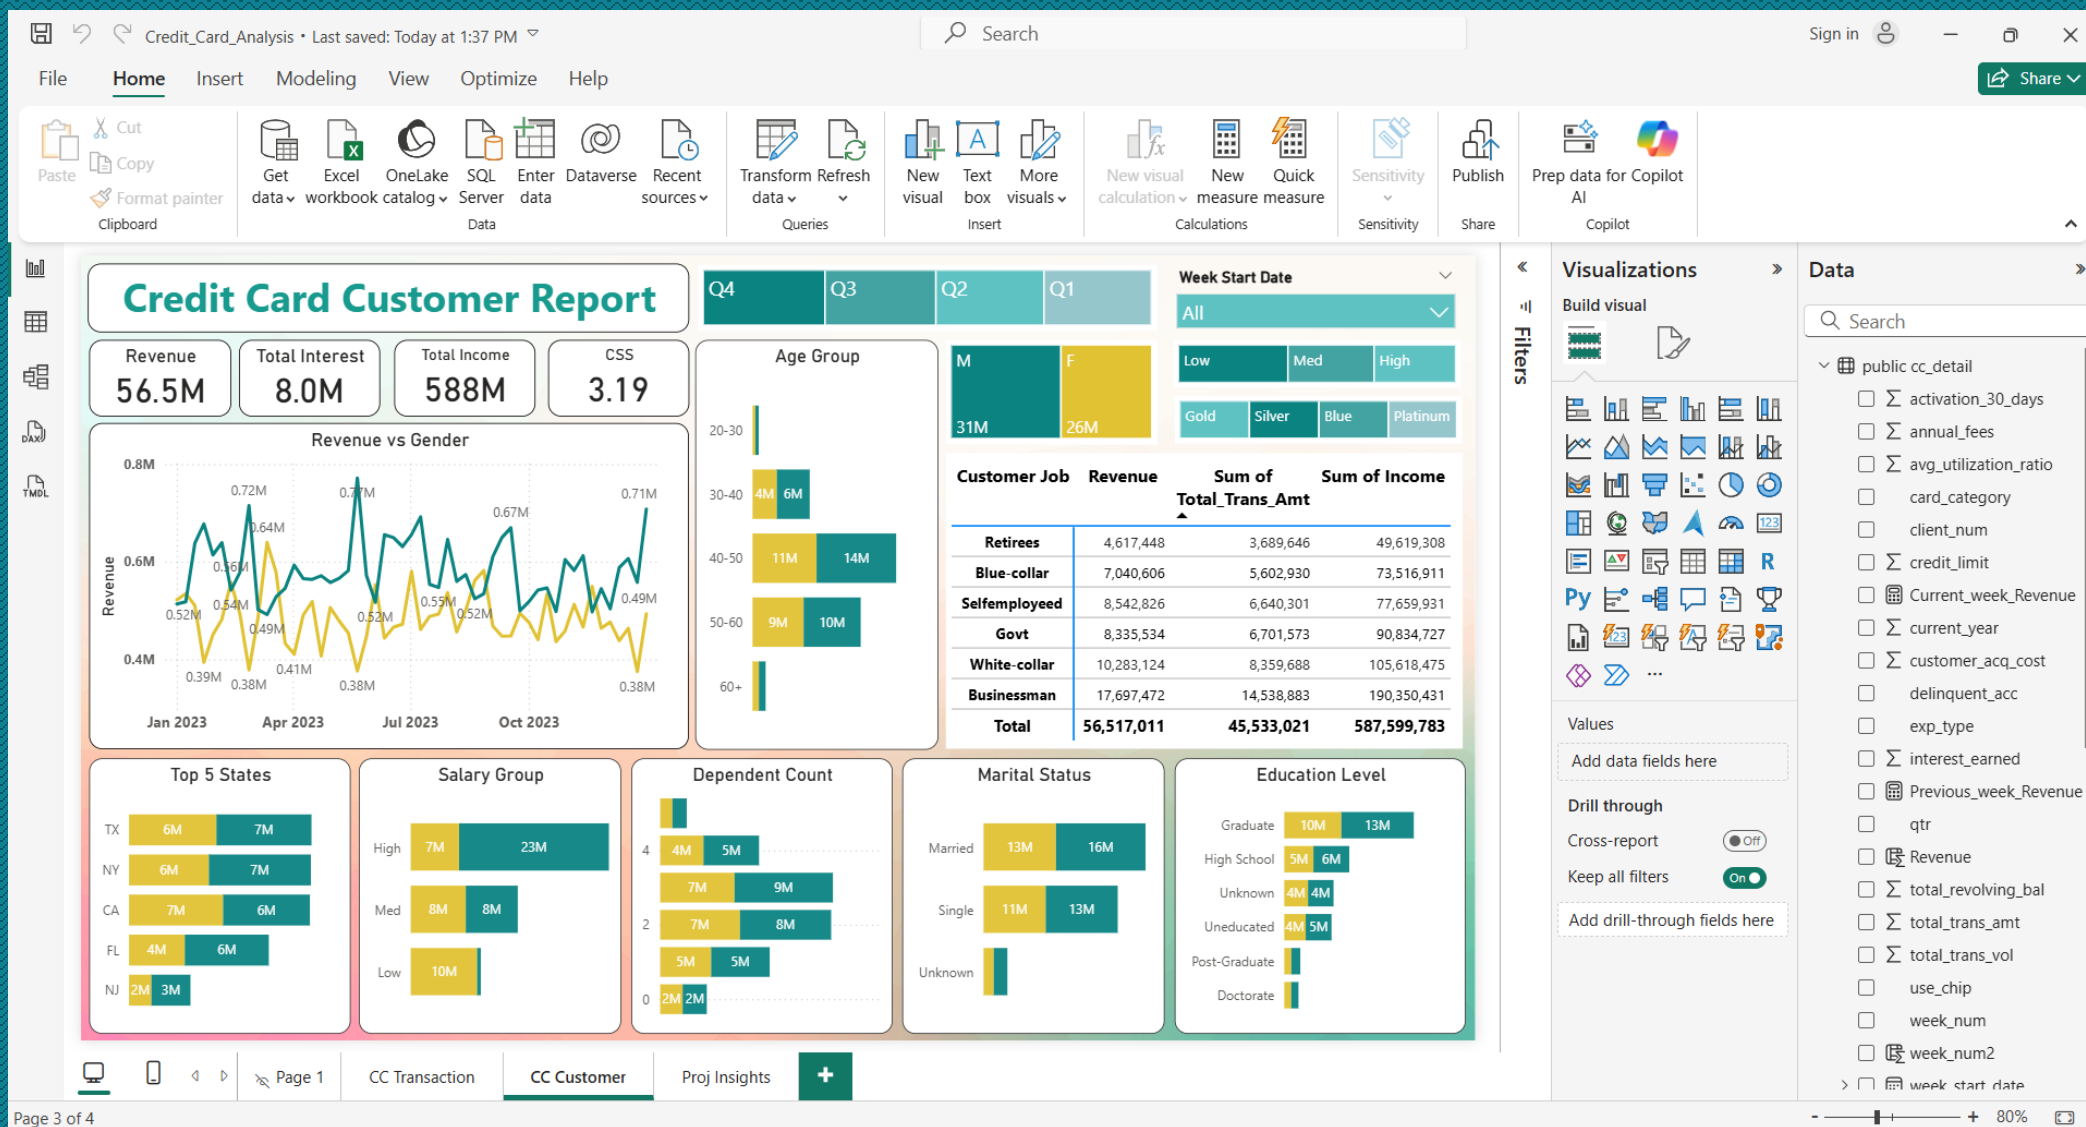 Credit_Card_Analysis • Last saved: Today at 1:37 PM
Search
Sign in
File Home Insert Modeling View Optimize Help
Share
Paste
Cut
Copy
Format painter
Clipboard
Get data
Excel workbook
OneLake catalog
SQL Server
Enter data
Dataverse
Recent sources
Data
Transform data
Refresh
Queries
New visual
Text box
More visuals
Insert
New visual calculation
New measure
Quick measure
Calculations
Sensitivity
Sensitivity
Publish
Share
Prep data for AI
Copilot
Copilot
DAX
TMDL
Credit Card Customer Report
Q4 Q3 Q2 Q1
Week Start Date
All
Revenue
56.5M
Total Interest
8.0M
Total Income
588M
CSS
3.19
M
31M
F
26M
Low Med High
Gold Silver Blue Platinum
Revenue vs Gender
Revenue
0.8M
0.6M
0.4M
0.72M
0.77M
0.71M
0.64M
0.67M
0.56M
0.54M
0.52M
0.49M
0.52M
0.55M
0.52M
0.49M
0.39M
0.38M
0.41M
0.38M
0.38M
Jan 2023 Apr 2023 Jul 2023 Oct 2023
Age Group
20-30
30-40 4M 6M
40-50 11M 14M
50-60 9M 10M
60+
Customer Job Revenue Sum of Total_Trans_Amt Sum of Income
Retirees 4,617,448 3,689,646 49,619,308
Blue-collar 7,040,606 5,602,930 73,516,911
Selfemployeed 8,542,826 6,640,301 77,659,931
Govt 8,335,534 6,701,573 90,834,727
White-collar 10,283,124 8,359,688 105,618,475
Businessman 17,697,472 14,538,883 190,350,431
Total 56,517,011 45,533,021 587,599,783
Top 5 States
TX 6M 7M
NY 6M 7M
CA 7M 6M
FL 4M 6M
NJ 2M 3M
Salary Group
High 7M 23M
Med 8M 8M
Low 10M
Dependent Count
4 4M 5M
7M 9M
2 7M 8M
5M 5M
0 2M 2M
Marital Status
Married 13M 16M
Single 11M 13M
Unknown
Education Level
Graduate 10M 13M
High School 5M 6M
Unknown 4M 4M
Uneducated 4M 5M
Post-Graduate
Doctorate
Filters
Visualizations
Build visual
123
R
Py
123
Values
Add data fields here
Drill through
Cross-report Off
Keep all filters On
Add drill-through fields here
Data
Search
public cc_detail
activation_30_days
annual_fees
avg_utilization_ratio
card_category
client_num
credit_limit
Current_week_Revenue
current_year
customer_acq_cost
delinquent_acc
exp_type
interest_earned
Previous_week_Revenue
qtr
Revenue
total_revolving_bal
total_trans_amt
total_trans_vol
use_chip
week_num
week_num2
week_start_date
Page 1 CC Transaction CC Customer Proj Insights +
Page 3 of 4
- + 80%